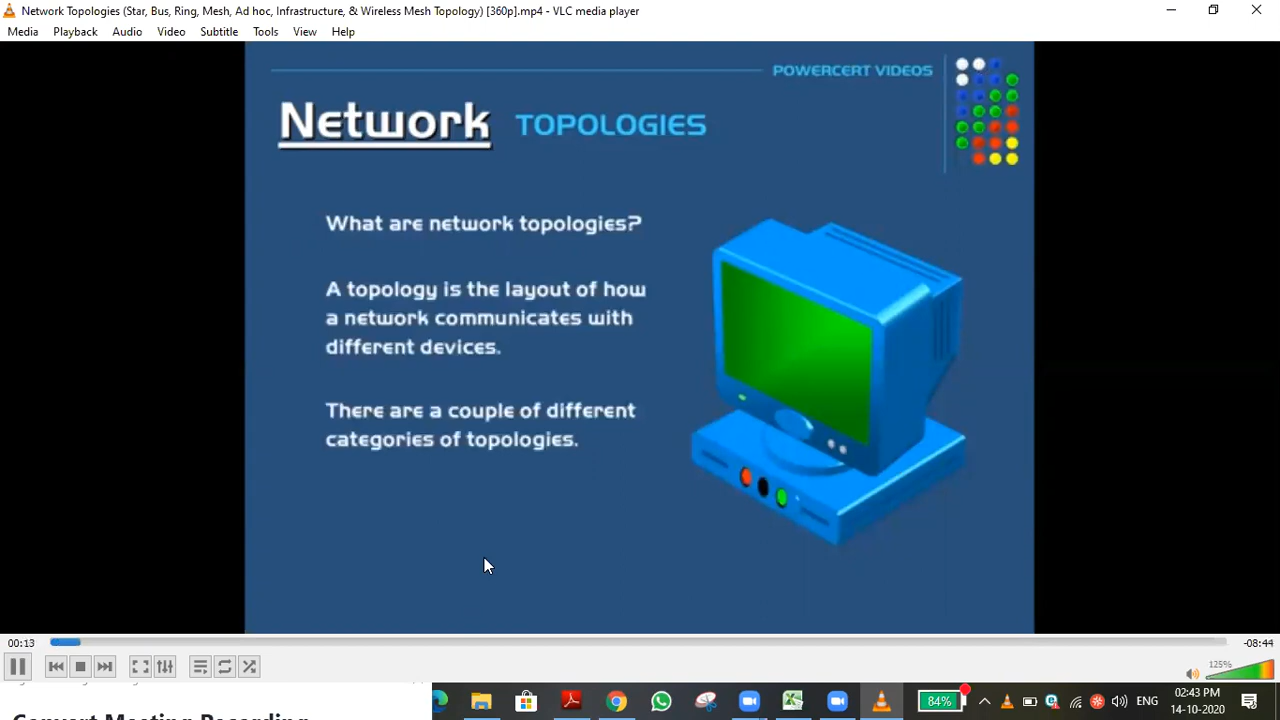 Network Topologies (Star, Bus, Ring, Mesh, Ad hoc, Infrastructure, & Wireless Mesh Topology) [360p].mp4 - VLC media player
Media Playback Audio Video Subtitle Tools View Help
POWERCERT VIDEOS
Network TOPOLOGIES
What are network topologies?
A topology is the layout of how
a network communicates with
different devices.
There are a couple of different
categories of topologies.
00:13
-08:44
125%
84%
ENG
02:43 PM
14-10-2020
Convert Meeting Recording